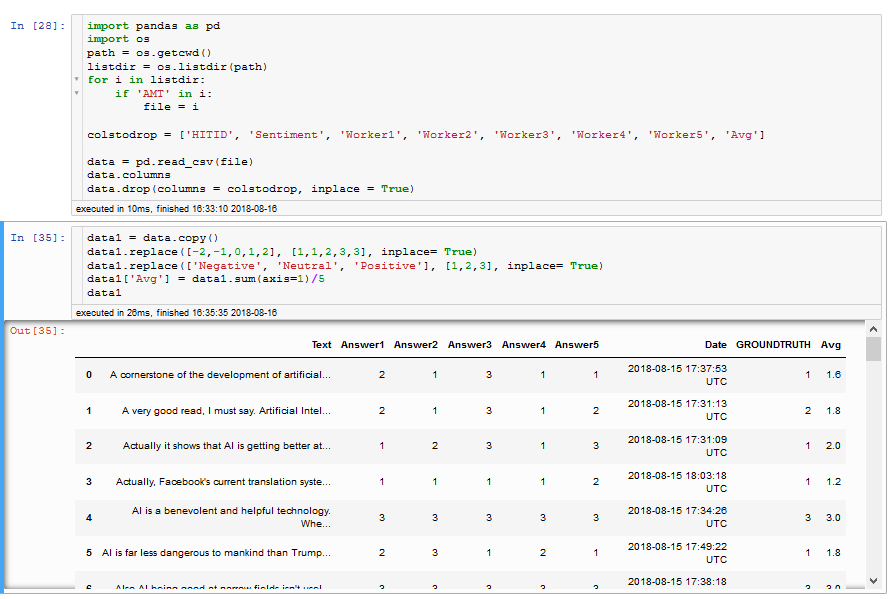 In [28]:
import pandas as pd
import os
path = os.getcwd()
listdir = os.listdir(path)
for i in listdir:
    if 'AMT' in i:
        file = i
colstodrop = ['HITID', 'Sentiment', 'Worker1', 'Worker2', 'Worker3', 'Worker4', 'Worker5', 'Avg']
data = pd.read_csv(file)
data.columns
data.drop(columns = colstodrop, inplace = True)
executed in 10ms, finished 16:33:10 2018-08-16
In [35]:
data1 = data.copy()
data1.replace([-2,-1,0,1,2], [1,1,2,3,3], inplace= True)
data1.replace(['Negative', 'Neutral', 'Positive'], [1,2,3], inplace= True)
data1['Avg'] = data1.sum(axis=1)/5
data1
executed in 26ms, finished 16:35:35 2018-08-16
Out[35]:
Text Answer1 Answer2 Answer3 Answer4 Answer5 Date GROUNDTRUTH Avg
0 A cornerstone of the development of artificial... 2 1 3 1 1 2018-08-15 17:37:53 UTC 1 1.6
1 A very good read, I must say. Artificial Intel... 2 1 3 1 2 2018-08-15 17:31:13 UTC 2 1.8
2 Actually it shows that AI is getting better at... 1 2 3 1 3 2018-08-15 17:31:09 UTC 1 2.0
3 Actually, Facebook's current translation syste... 1 1 1 1 2 2018-08-15 18:03:18 UTC 1 1.2
4 AI is a benevolent and helpful technology. Whe... 3 3 3 3 3 2018-08-15 17:34:26 UTC 3 3.0
5 AI is far less dangerous to mankind than Trump... 2 3 1 2 1 2018-08-15 17:49:22 UTC 1 1.8
2018-08-15 17:38:18